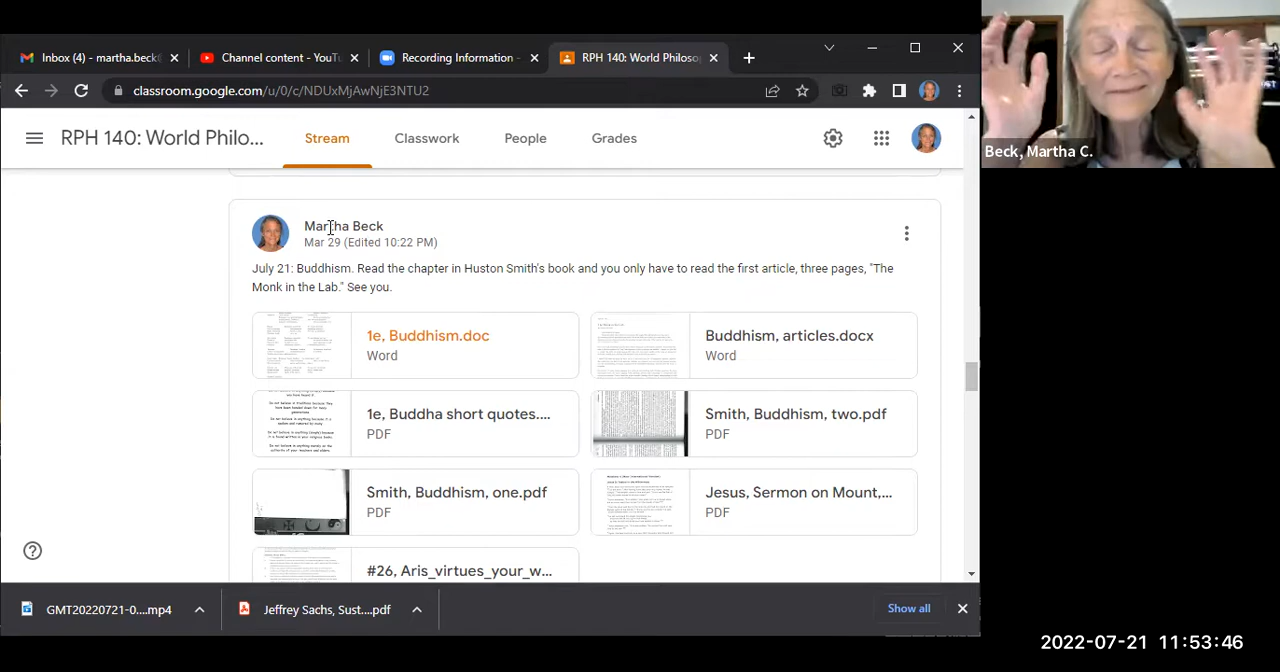 Inbox (4) - martha.beck@
Channel content - YouTu
Recording Information -
RPH 140: World Philoso
classroom.google.com/u/0/c/NDUxMjAwNjE3NTU2
RPH 140: World Philo...
Stream
Classwork
People
Grades
Beck, Martha C.
Martha Beck
Mar 29 (Edited 10:22 PM)
July 21: Buddhism. Read the chapter in Huston Smith's book and you only have to read the first article, three pages, "The
Monk in the Lab." See you.
1e, Buddhism.doc
Word
Buddhism, articles.docx
Word
1e, Buddha short quotes....
PDF
Smith, Buddhism, two.pdf
PDF
Smith, Buddhism, one.pdf
PDF
Jesus, Sermon on Mount,...
PDF
#26, Aris_virtues_your_w...
GMT20220721-0....mp4
Jeffrey Sachs, Sust....pdf
Show all
2022-07-21 11:53:46